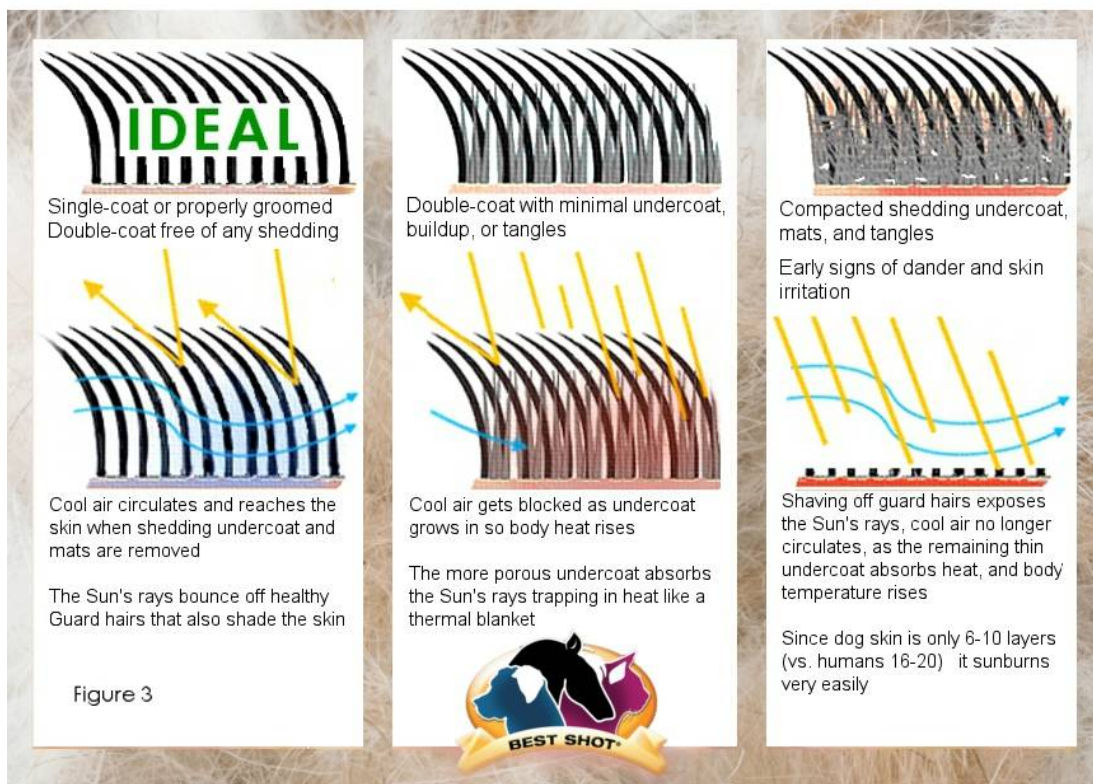 IDEAL
Single-coat or properly groomed
Double-coat free of any shedding
Cool air circulates and reaches the
skin when shedding undercoat and
mats are removed
The Sun's rays bounce off healthy
Guard hairs that also shade the skin
Figure 3
Double-coat with minimal undercoat,
buildup, or tangles
Cool air gets blocked as undercoat
grows in so body heat rises
The more porous undercoat absorbs
the Sun's rays trapping in heat like a
thermal blanket
BEST SHOT®
Compacted shedding undercoat,
mats, and tangles
Early signs of dander and skin
irritation
Shaving off guard hairs exposes
the Sun's rays, cool air no longer
circulates, as the remaining thin
undercoat absorbs heat, and body
temperature rises
Since dog skin is only 6-10 layers
(vs. humans 16-20) it sunburns
very easily